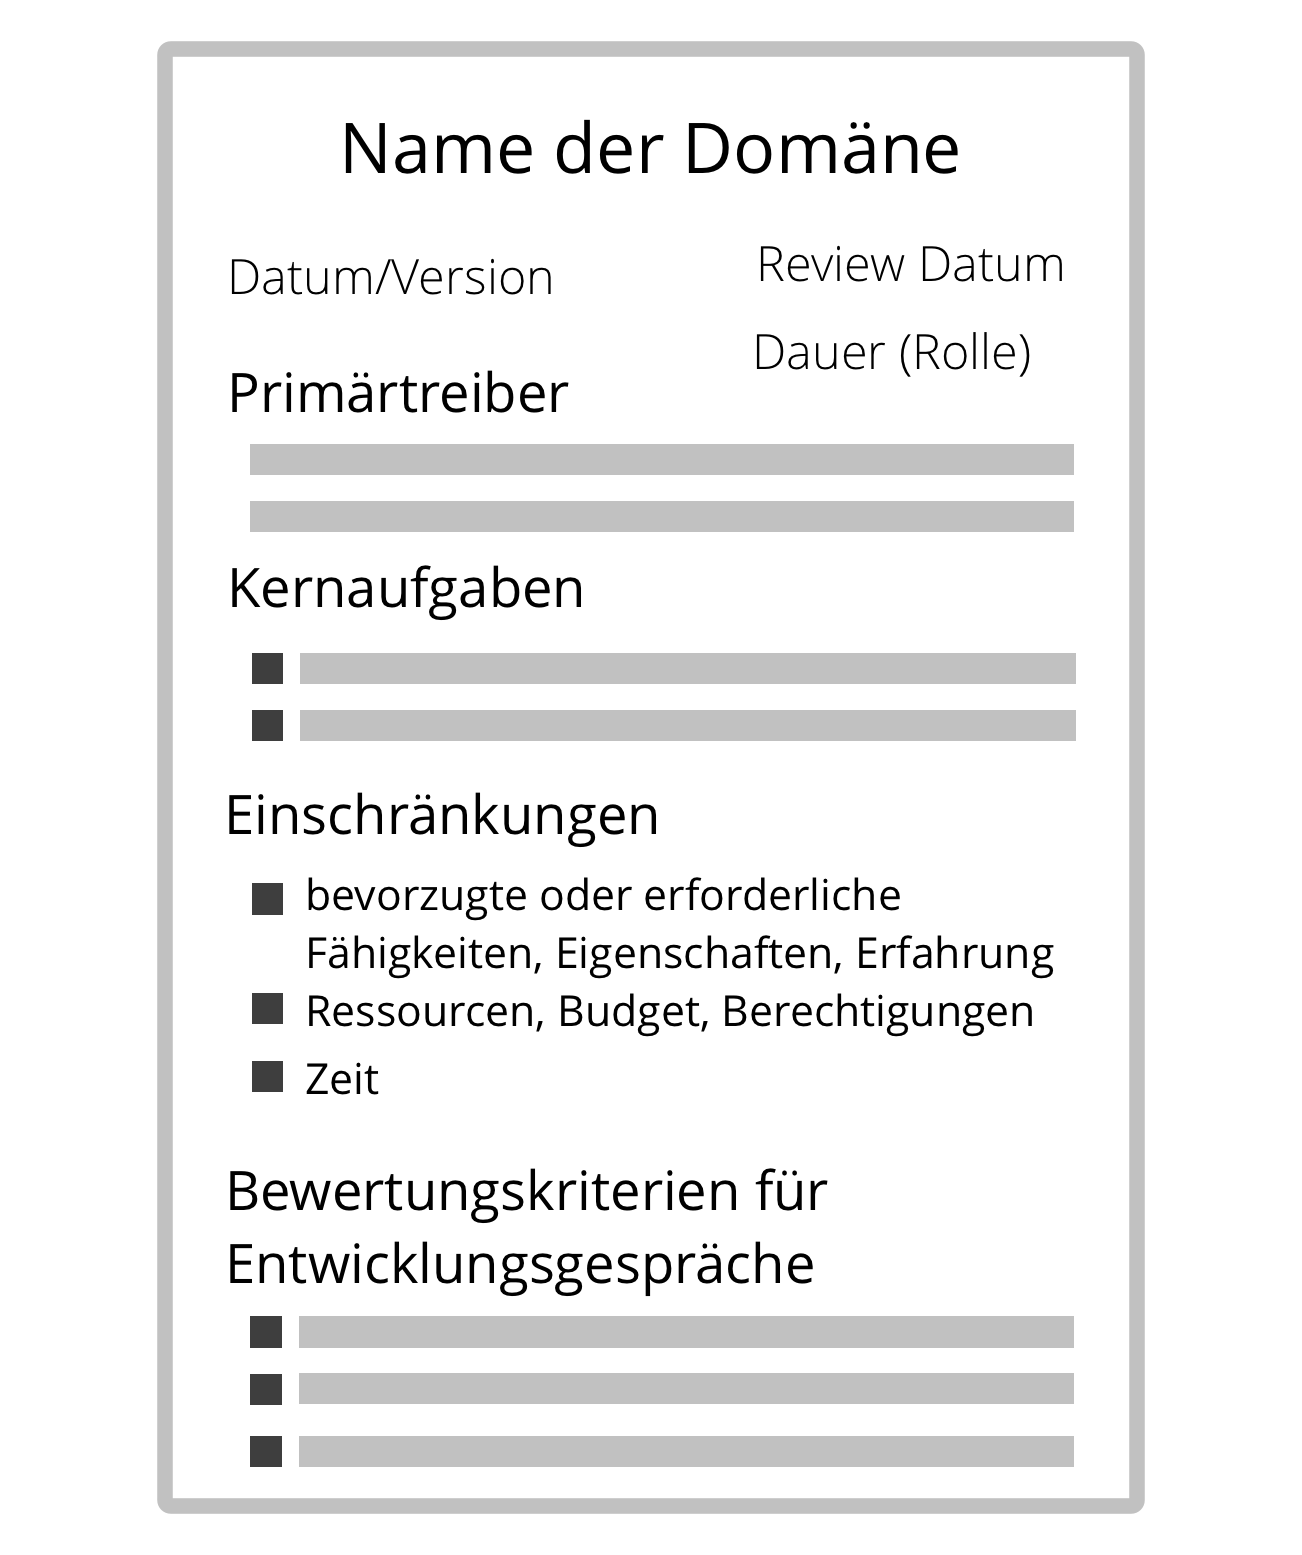 Name der Domäne
Datum/Version
Review Datum
Dauer (Rolle)
Primärtreiber
Kernaufgaben
Einschränkungen
bevorzugte oder erforderliche
Fähigkeiten, Eigenschaften, Erfahrung
Ressourcen, Budget, Berechtigungen
Zeit
Bewertungskriterien für
Entwicklungsgespräche